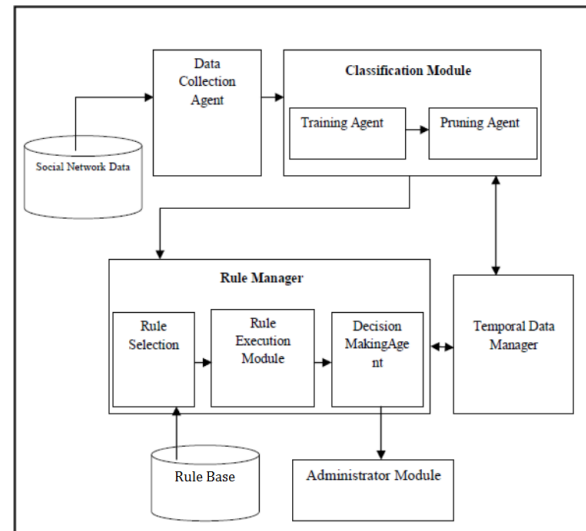 Data
Collection
Agent
Classification Module
Training Agent
Pruning Agent
Social Network Data
Rule Manager
Rule
Selection
Rule
Execution
Module
Decision
MakingAge
nt
Temporal Data
Manager
Rule Base
Administrator Module